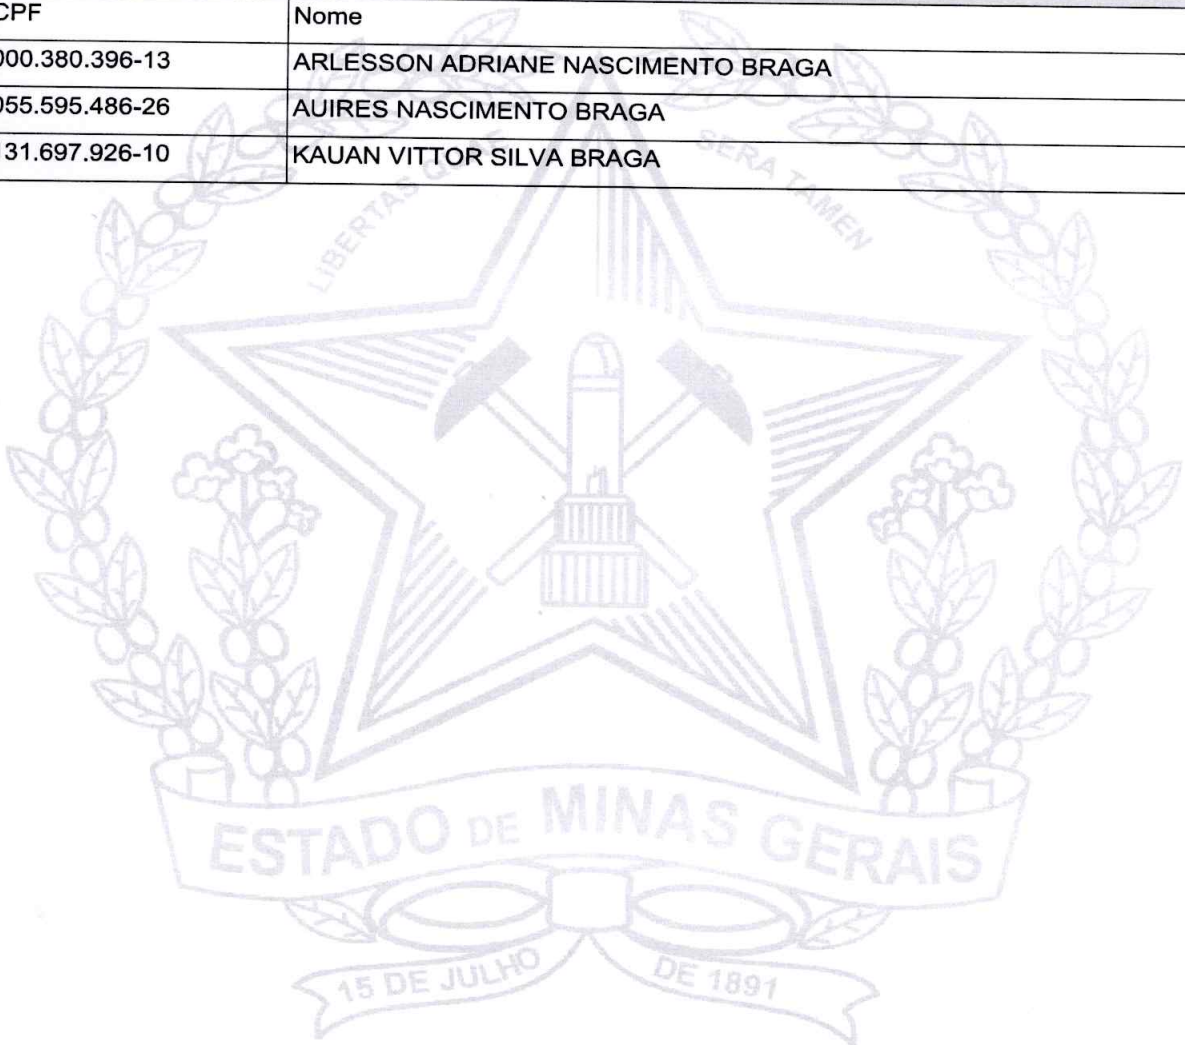 CPF Nome
000.380.396-13 ARLESSON ADRIANE NASCIMENTO BRAGA
055.595.486-26 AUIRES NASCIMENTO BRAGA
131.697.926-10 KAUAN VITTOR SILVA BRAGA
LIBERTAS QUAE SERA TAMEN
ESTADO DE MINAS GERAIS
15 DE JULHO DE 1891